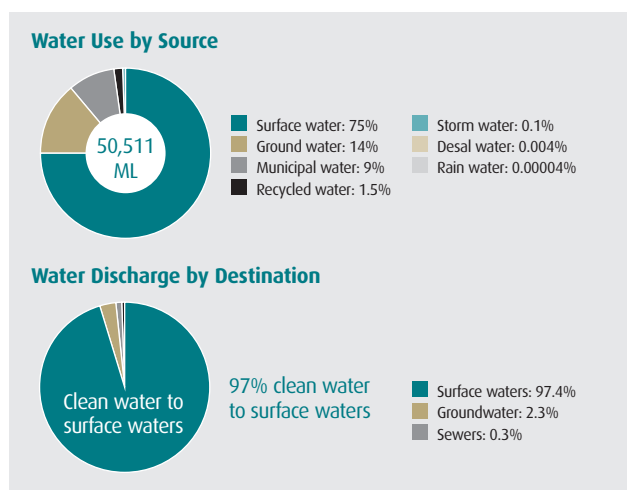 Water Use by Source
50,511
ML
Surface water: 75%
Ground water: 14%
Municipal water: 9%
Recycled water: 1.5%
Storm water: 0.1%
Desal water: 0.004%
Rain water: 0.00004%
Water Discharge by Destination
Clean water to
surface waters
97% clean water
to surface waters
Surface waters: 97.4%
Groundwater: 2.3%
Sewers: 0.3%